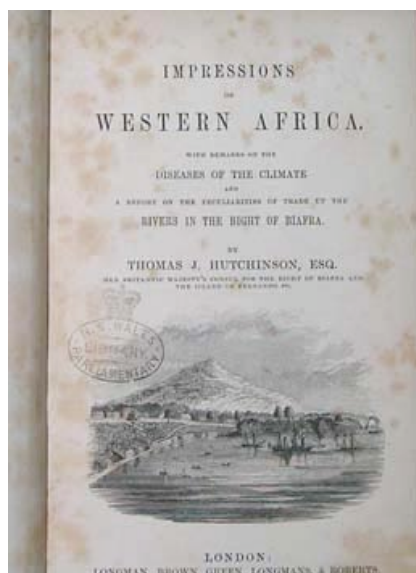 IMPRESSIONS
OF
WESTERN AFRICA.
WITH REMARKS ON THE
DISEASES OF THE CLIMATE
AND
A REPORT ON THE PECULIARITIES OF TRADE UP THE
RIVERS IN THE BIGHT OF BIAFRA.
BY
THOMAS J. HUTCHINSON, ESQ.
HER BRITANNIC MAJESTY'S CONSUL FOR THE BIGHT OF BIAFRA AND
THE ISLAND OF FERNANDO PO.
N.S. WALES
PARLIAMENTARY
LONDON:
LONGMAN, BROWN, GREEN, LONGMANS, & ROBERTS.